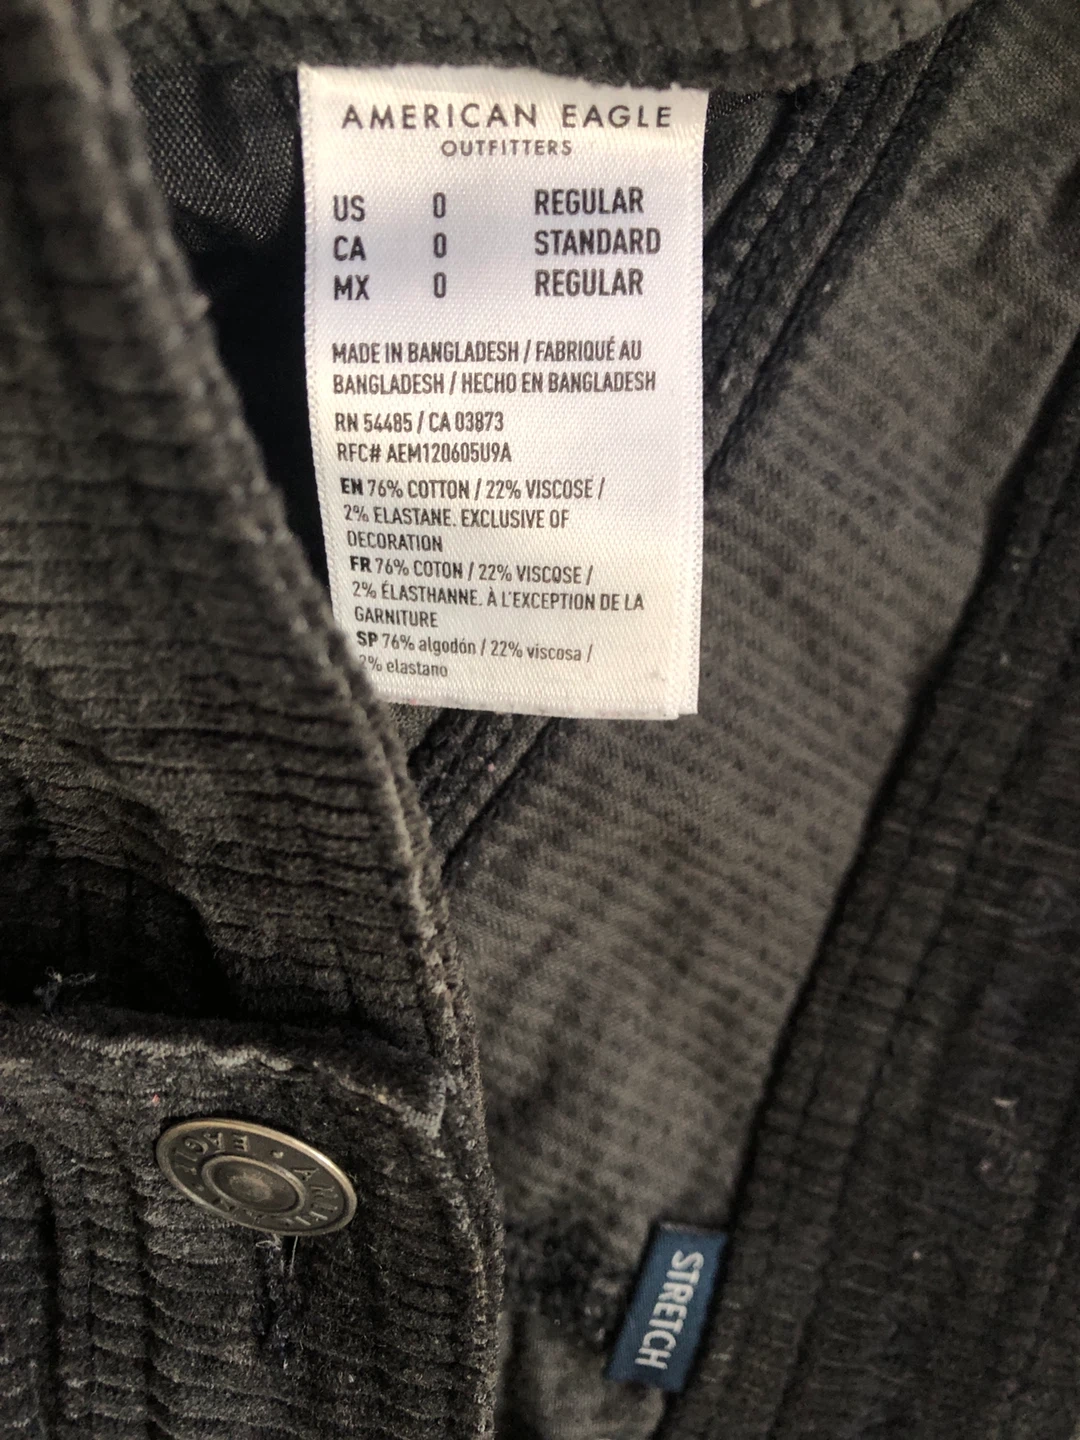 AMERICAN EAGLE
OUTFITTERS
US 0 REGULAR
CA 0 STANDARD
MX 0 REGULAR
MADE IN BANGLADESH / FABRIQUÉ AU
BANGLADESH / HECHO EN BANGLADESH
RN 54485 / CA 03873
RFC# AEM120605U9A
EN 76% COTTON / 22% VISCOSE /
2% ELASTANE. EXCLUSIVE OF
DECORATION
FR 76% COTON / 22% VISCOSE /
2% ÉLASTHANNE. À L'EXCEPTION DE LA
GARNITURE
SP 76% algodón / 22% viscosa /
2% elastano
STRETCH